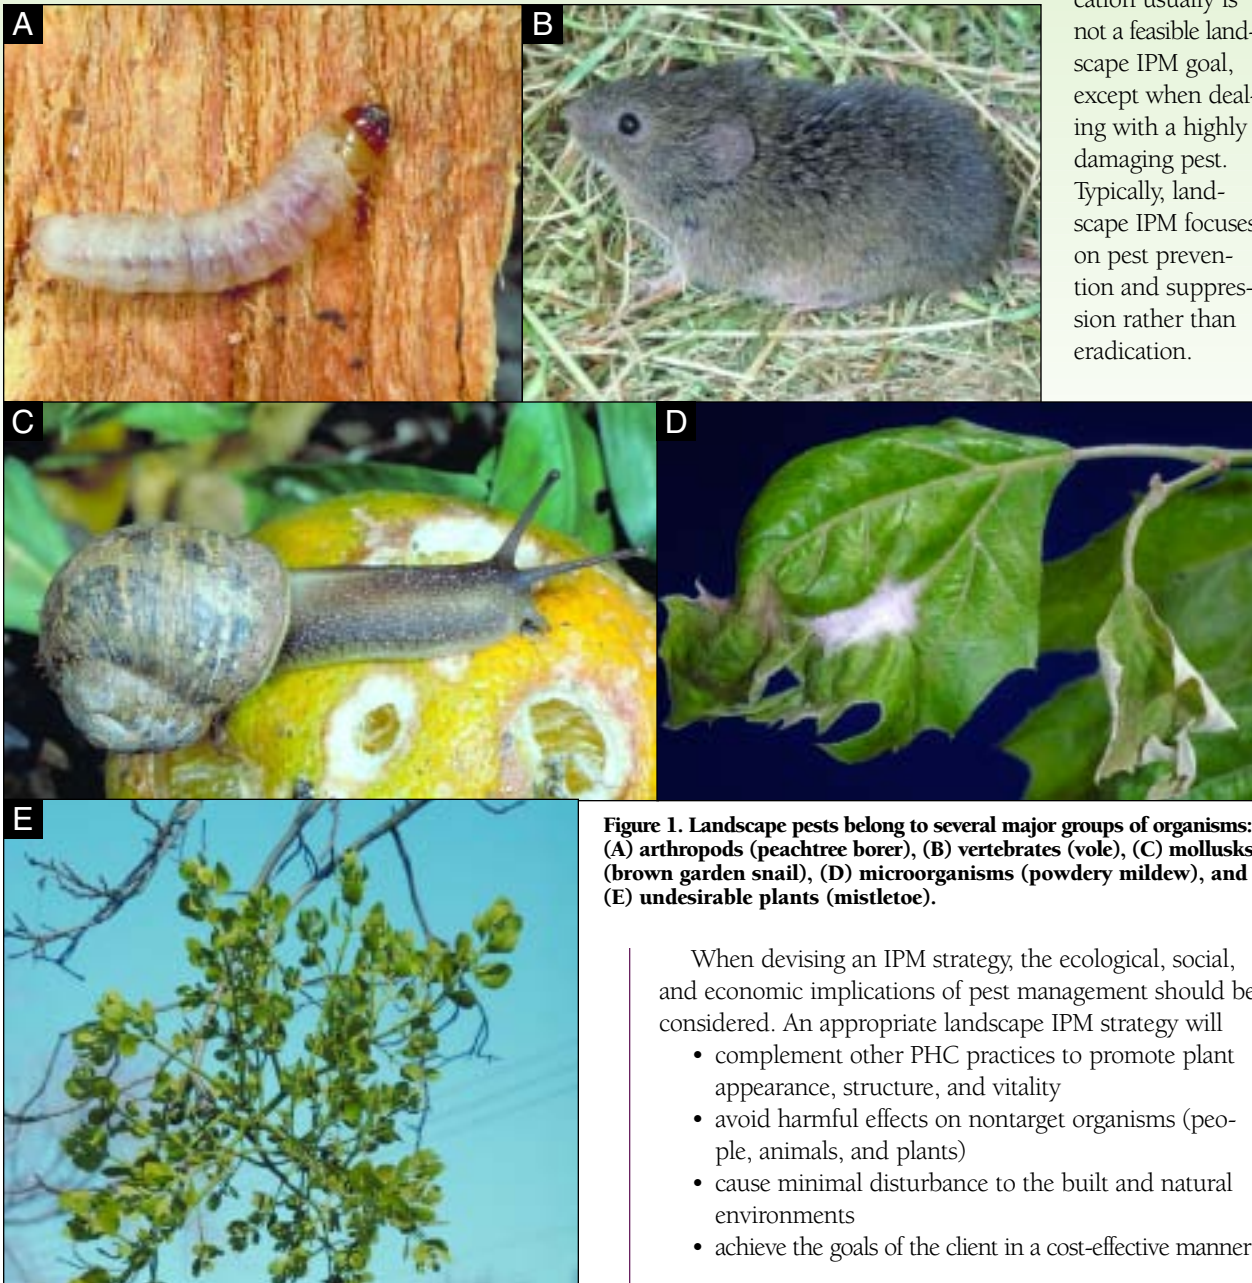 A
B
cation usually is
not a feasible land-
scape IPM goal,
except when deal-
ing with a highly
damaging pest.
Typically, land-
scape IPM focuses
on pest preven-
tion and suppres-
sion rather than
eradication.
C
D
E
Figure 1. Landscape pests belong to several major groups of organisms:
(A) arthropods (peachtree borer), (B) vertebrates (vole), (C) mollusks
(brown garden snail), (D) microorganisms (powdery mildew), and
(E) undesirable plants (mistletoe).
When devising an IPM strategy, the ecological, social,
and economic implications of pest management should be
considered. An appropriate landscape IPM strategy will
• complement other PHC practices to promote plant
appearance, structure, and vitality
• avoid harmful effects on nontarget organisms (peo-
ple, animals, and plants)
• cause minimal disturbance to the built and natural
environments
• achieve the goals of the client in a cost-effective manner